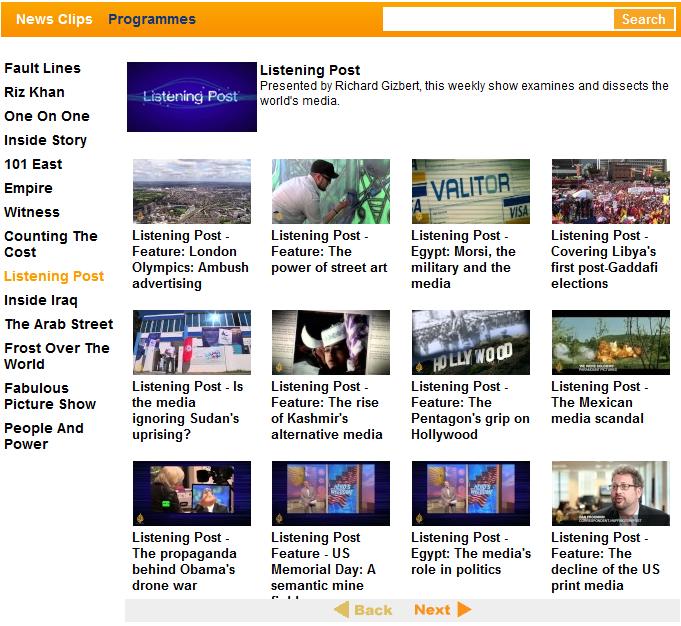 News Clips Programmes Search
Fault Lines
Riz Khan
One On One
Inside Story
101 East
Empire
Witness
Counting The
Cost
Listening Post
Inside Iraq
The Arab Street
Frost Over The
World
Fabulous
Picture Show
People And
Power
Listening Post
Listening Post
Presented by Richard Gizbert, this weekly show examines and dissects the
world's media.
VALITOR
VISA
Listening Post -
Feature: London
Olympics: Ambush
advertising
Listening Post -
Feature: The
power of street art
Listening Post -
Egypt: Morsi, the
military and the
media
Listening Post -
Covering Libya's
first post-Gaddafi
elections
HOLLYWOOD
Listening Post - Is
the media
ignoring Sudan's
uprising?
Listening Post -
Feature: The rise
of Kashmir's
alternative media
Listening Post -
Feature: The
Pentagon's grip on
Hollywood
Listening Post -
The Mexican
media scandal
Listening Post -
The propaganda
behind Obama's
drone war
Listening Post
Feature - US
Memorial Day: A
semantic mine
Listening Post -
Egypt: The media's
role in politics
Listening Post -
Feature: The
decline of the US
print media
Back Next